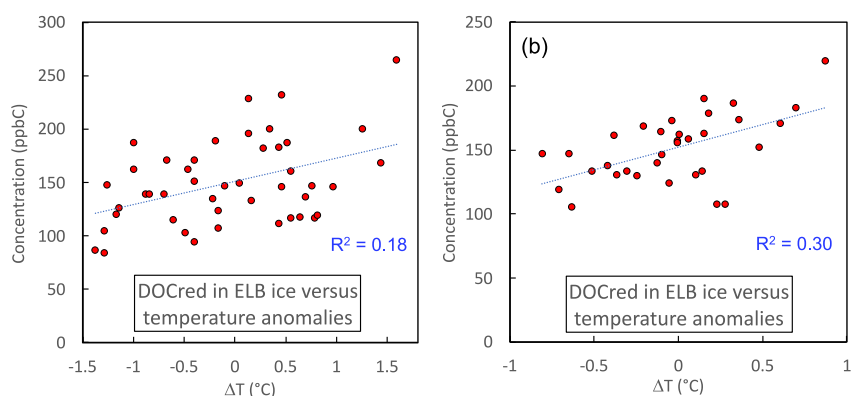 300
250
200
150
100
50
0
Concentration (ppbC)
R² = 0.18
DOCred in ELB ice versus
temperature anomalies
-1.5
-1
-0.5
0
0.5
1
1.5
ΔT (°C)
(b)
250
200
150
100
50
0
Concentration (ppbC)
R² = 0.30
DOCred in ELB ice versus
temperature anomalies
-1
-0.5
0
0.5
1
ΔT (°C)